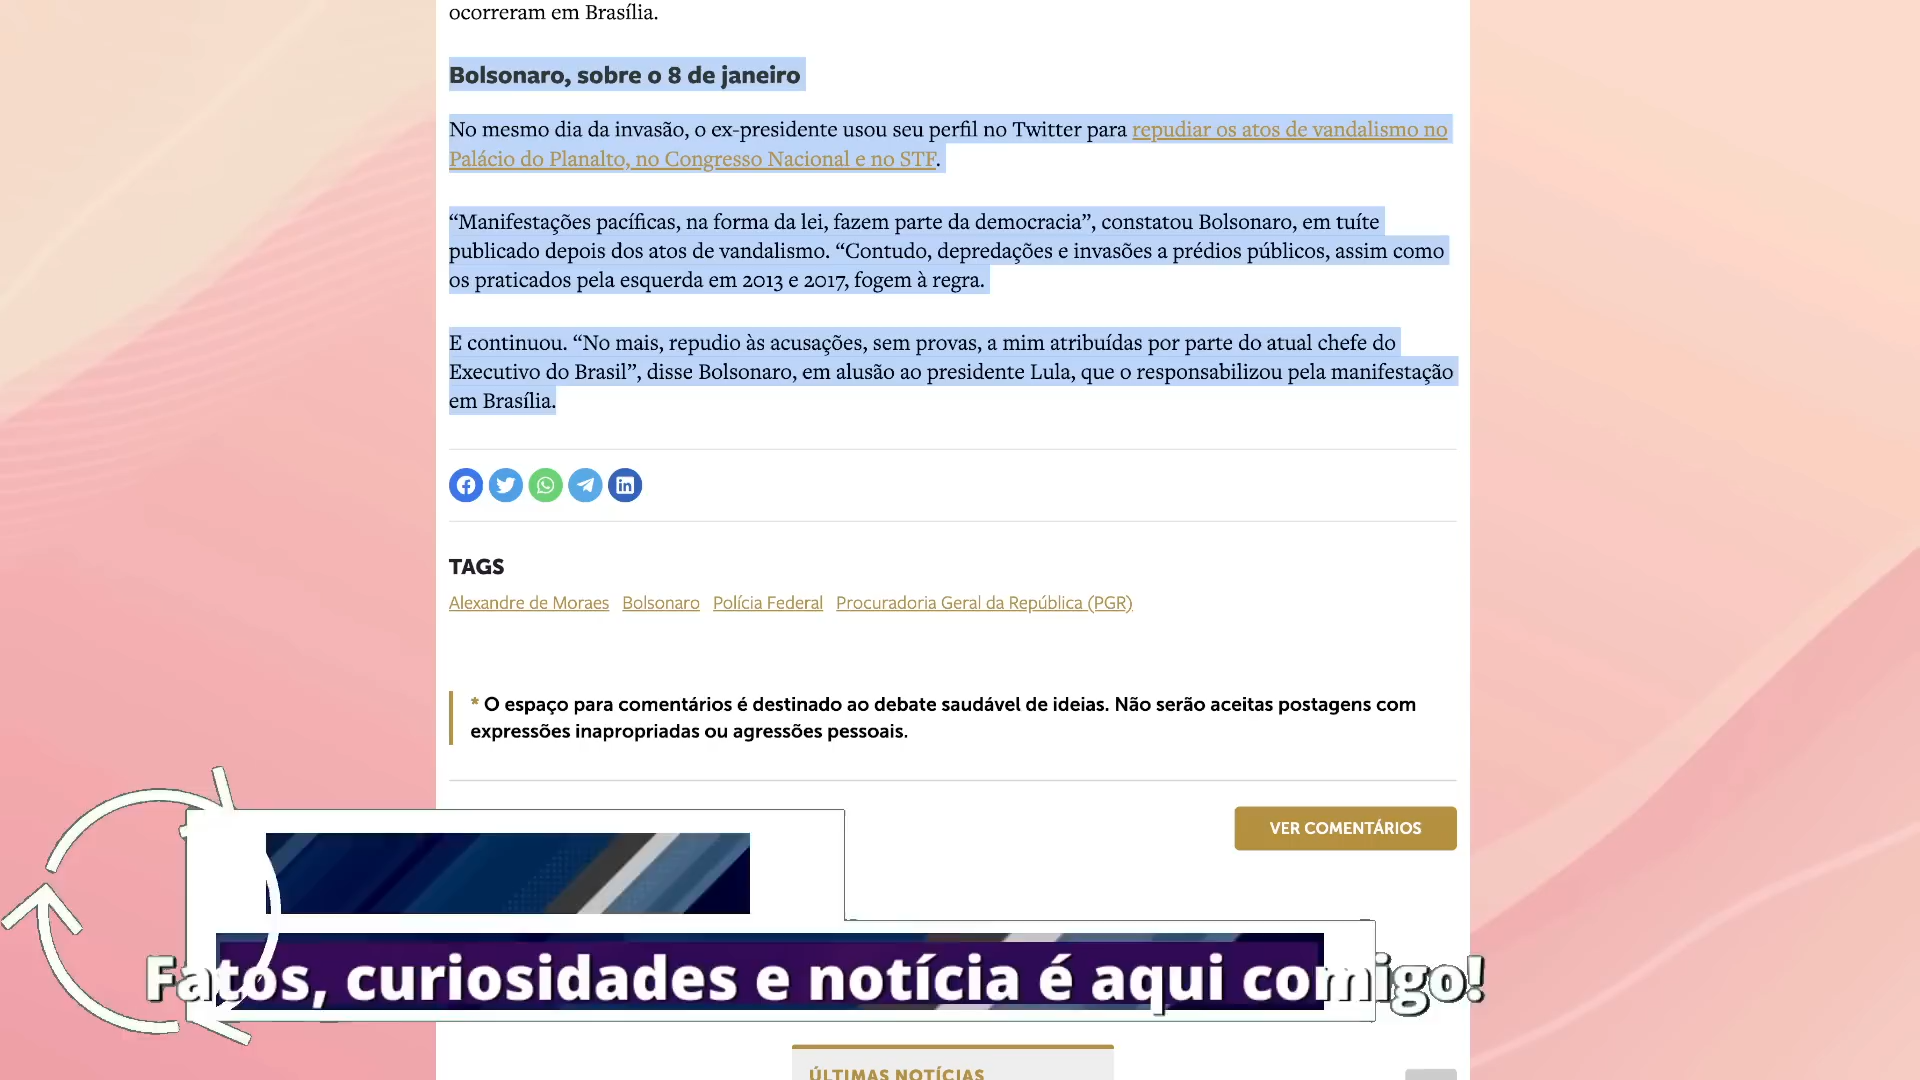 ocorreram em Brasília.
Bolsonaro, sobre o 8 de janeiro
No mesmo dia da invasão, o ex-presidente usou seu perfil no Twitter para repudiar os atos de vandalismo no
Palácio do Planalto, no Congresso Nacional e no STF.
“Manifestações pacíficas, na forma da lei, fazem parte da democracia”, constatou Bolsonaro, em tuíte
publicado depois dos atos de vandalismo. “Contudo, depredações e invasões a prédios públicos, assim como
os praticados pela esquerda em 2013 e 2017, fogem à regra.
E continuou. “No mais, repudio às acusações, sem provas, a mim atribuídas por parte do atual chefe do
Executivo do Brasil”, disse Bolsonaro, em alusão ao presidente Lula, que o responsabilizou pela manifestação
em Brasília.
TAGS
Alexandre de Moraes Bolsonaro Polícia Federal Procuradoria Geral da República (PGR)
* O espaço para comentários é destinado ao debate saudável de ideias. Não serão aceitas postagens com
expressões inapropriadas ou agressões pessoais.
VER COMENTÁRIOS
Fatos, curiosidades e notícia é aqui comigo!
ÚLTIMAS NOTÍCIAS